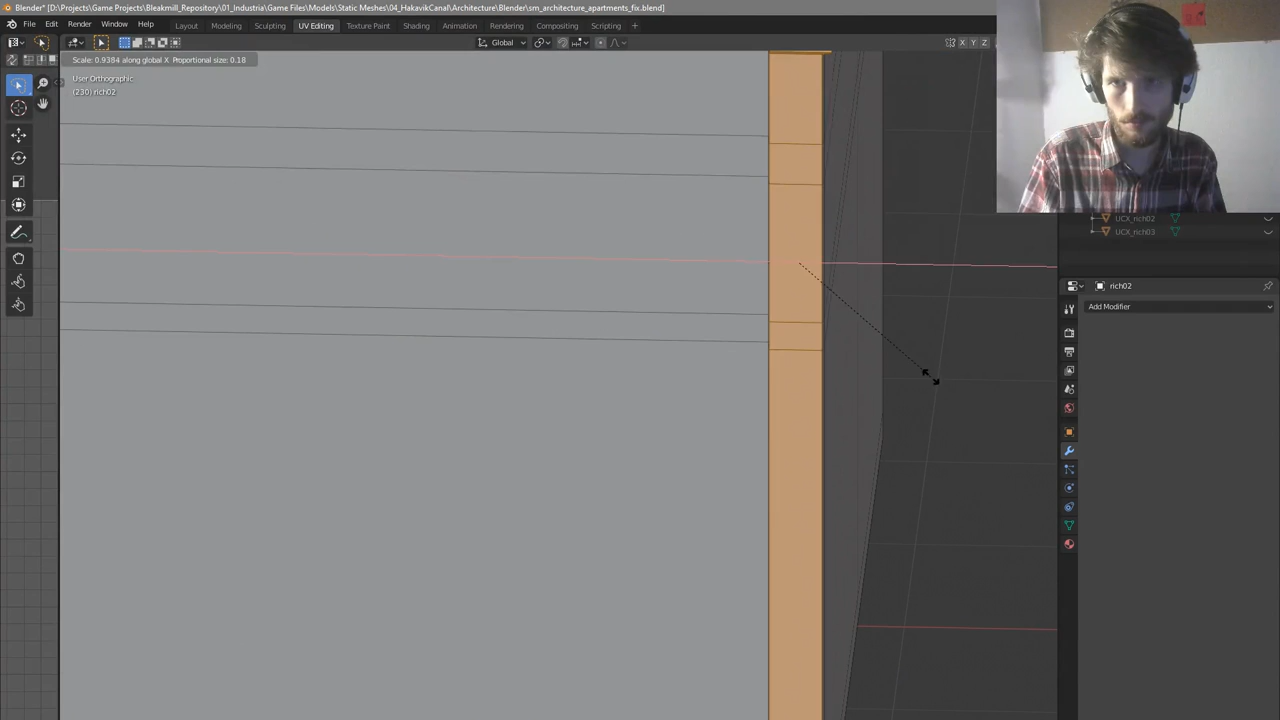 Blender* [D:\Projects\Game Projects\Bleakmill_Repository\01_Industria\Game Files\Models\Static Meshes\04_HakavikCanal\Architecture\Blender\sm_architecture_apartments_fix.blend]
File Edit Render Window Help Layout Modeling Sculpting UV Editing Texture Paint Shading Animation Rendering Compositing Scripting +
Global X Y Z
Scale: 0.9384 along global X Proportional size: 0.18
User Orthographic
(230) rich02
UCX_rich02
UCX_rich03
rich02
Add Modifier